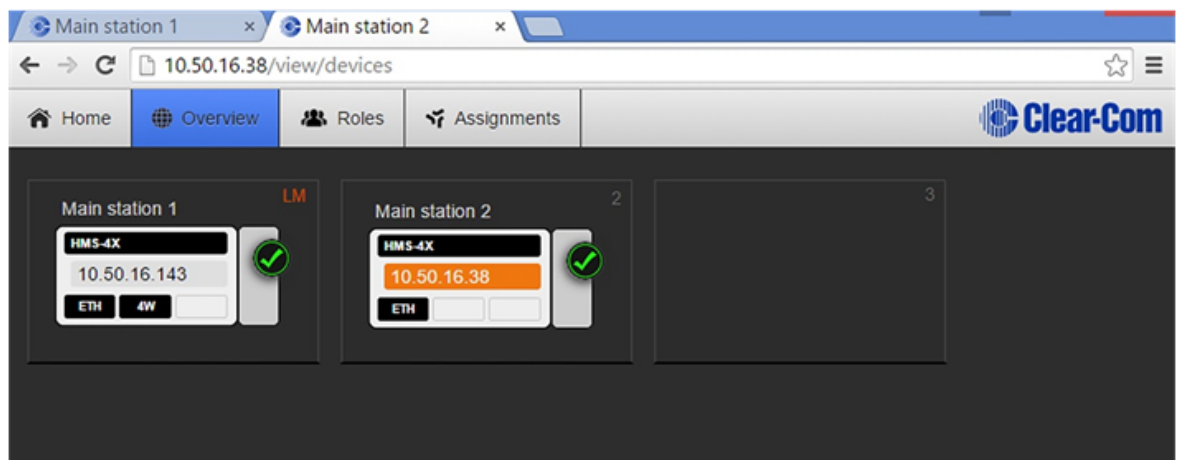 Main station 1
Main station 2
10.50.16.38/view/devices
Home Overview Roles Assignments Clear-Com
LM
Main station 1
HMS-4X
10.50.16.143
ETH 4W
2
Main station 2
HMS-4X
10.50.16.38
ETH
3